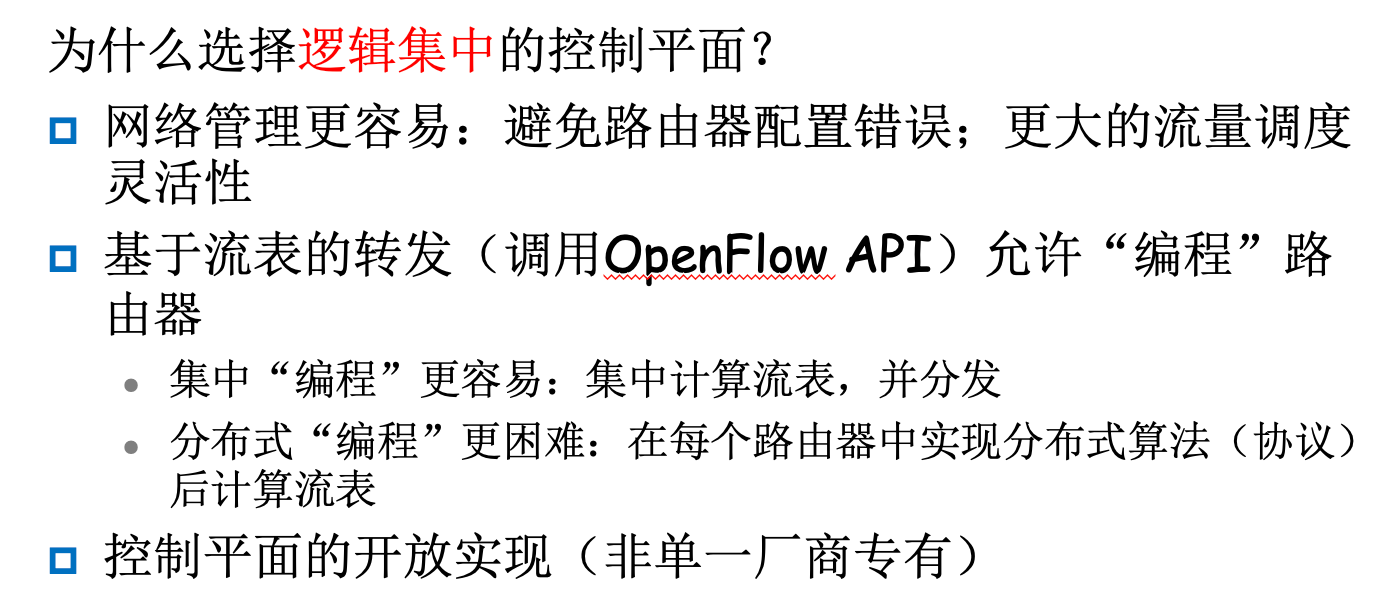 为什么选择逻辑集中的控制平面？
网络管理更容易：避免路由器配置错误；更大的流量调度
灵活性
基于流表的转发（调用OpenFlow API）允许“编程”路
由器
集中“编程”更容易：集中计算流表，并分发
分布式“编程”更困难：在每个路由器中实现分布式算法（协议）
后计算流表
控制平面的开放实现（非单一厂商专有）